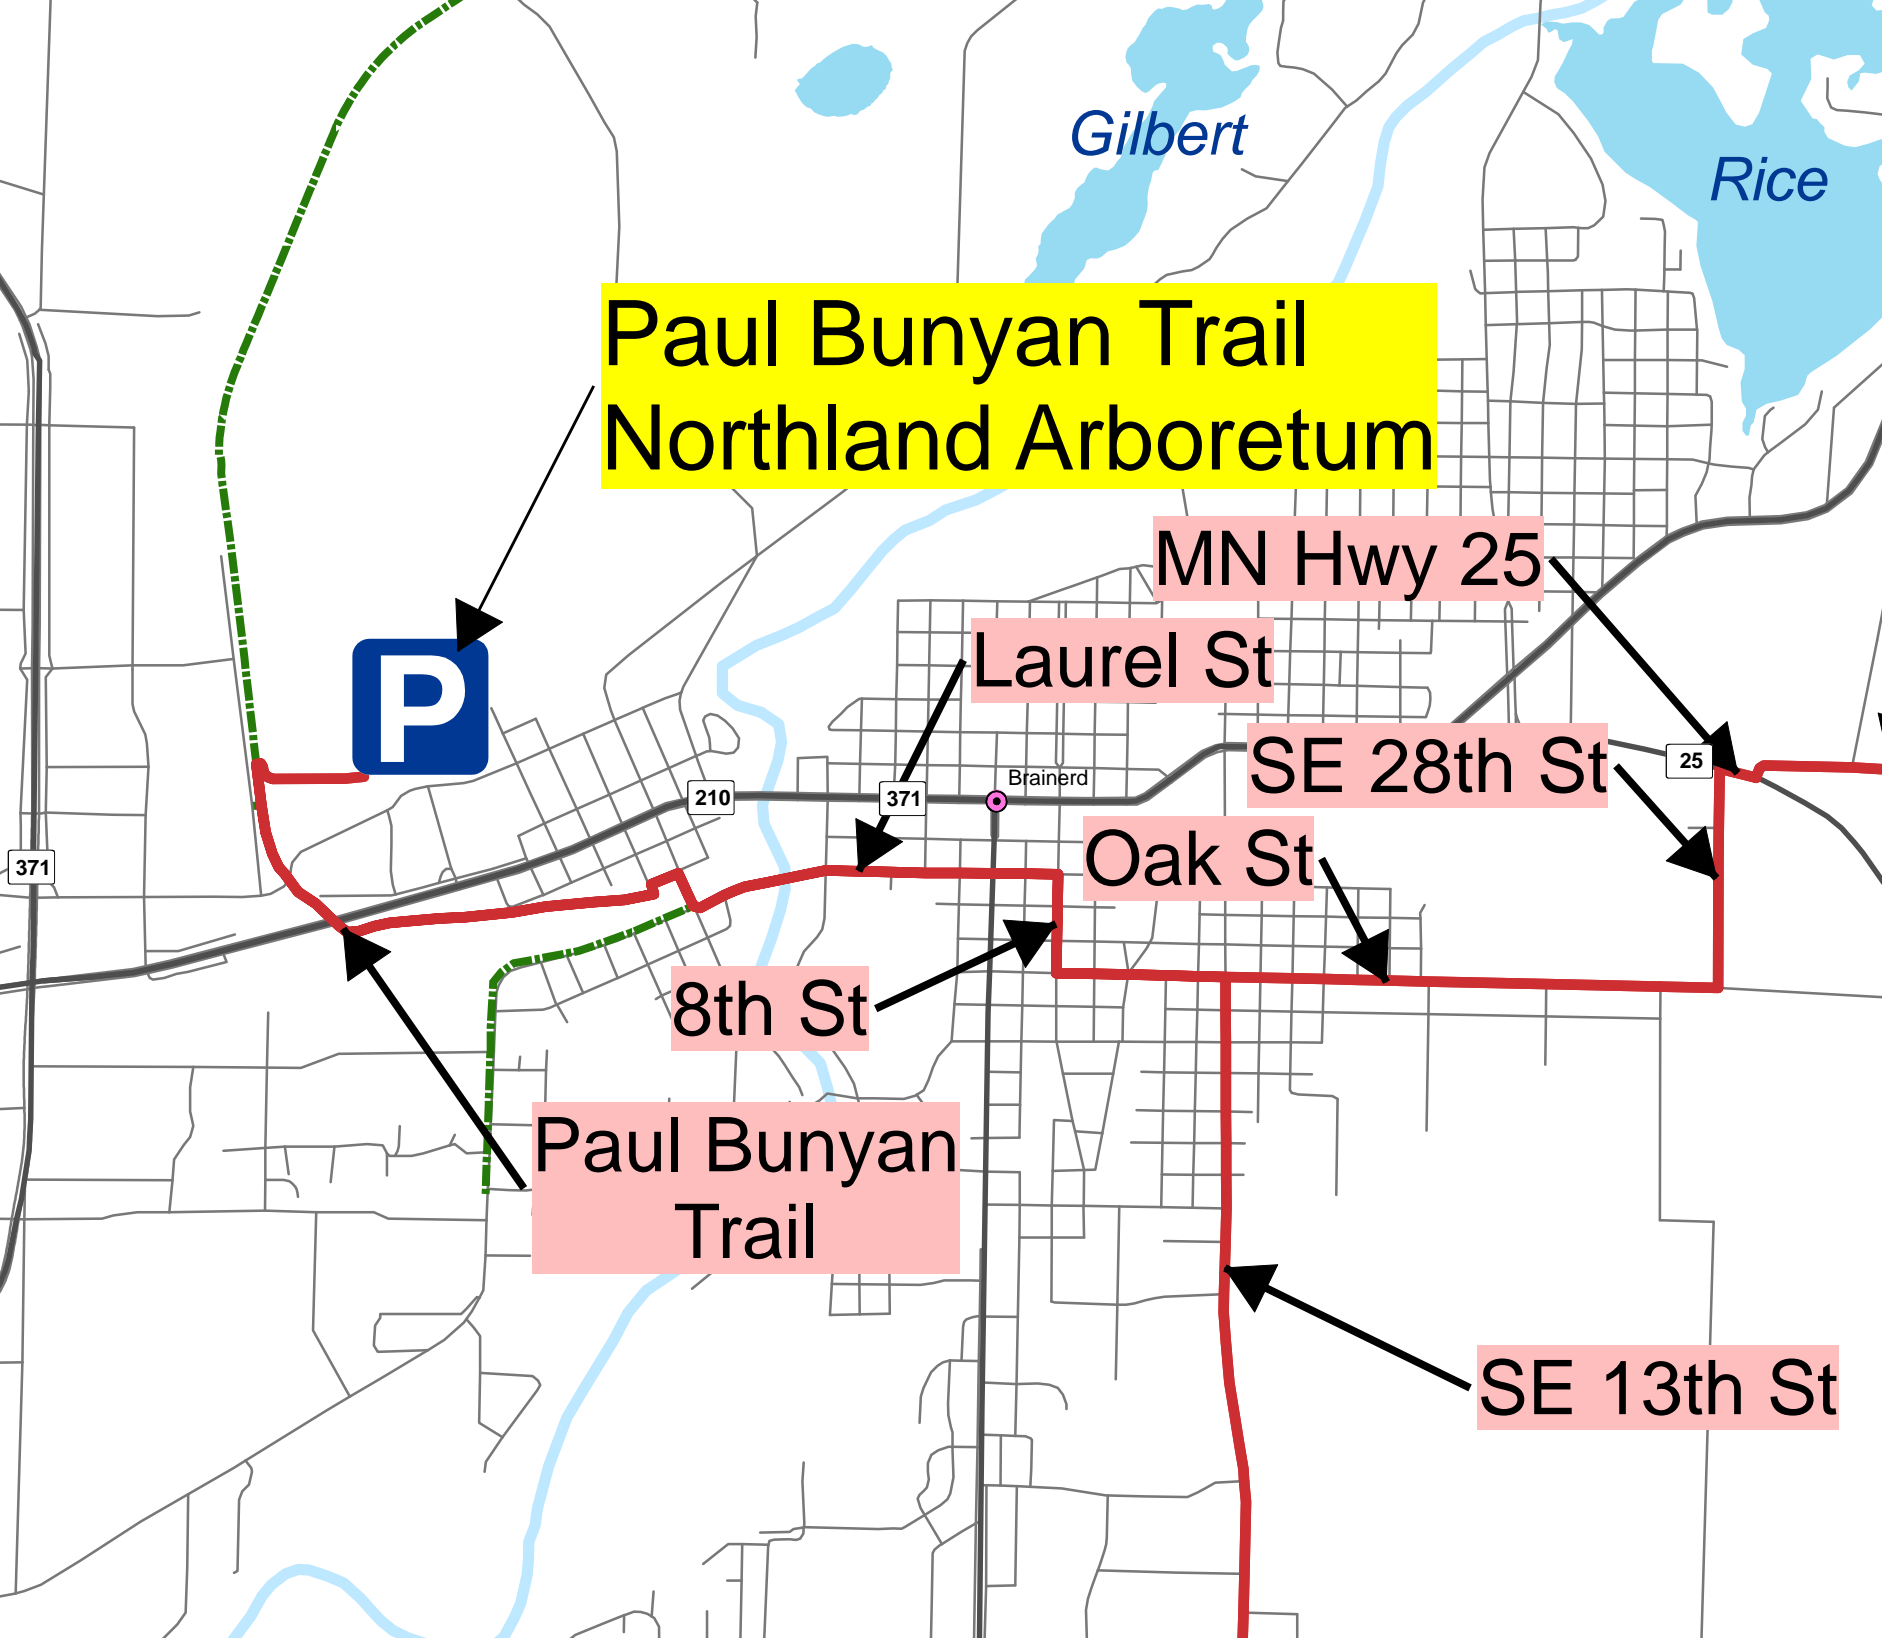 Gilbert
Rice
Paul Bunyan Trail
Northland Arboretum
MN Hwy 25
Laurel St
P
SE 28th St
25
Brainerd
210
371
Oak St
371
8th St
Paul Bunyan
Trail
SE 13th St